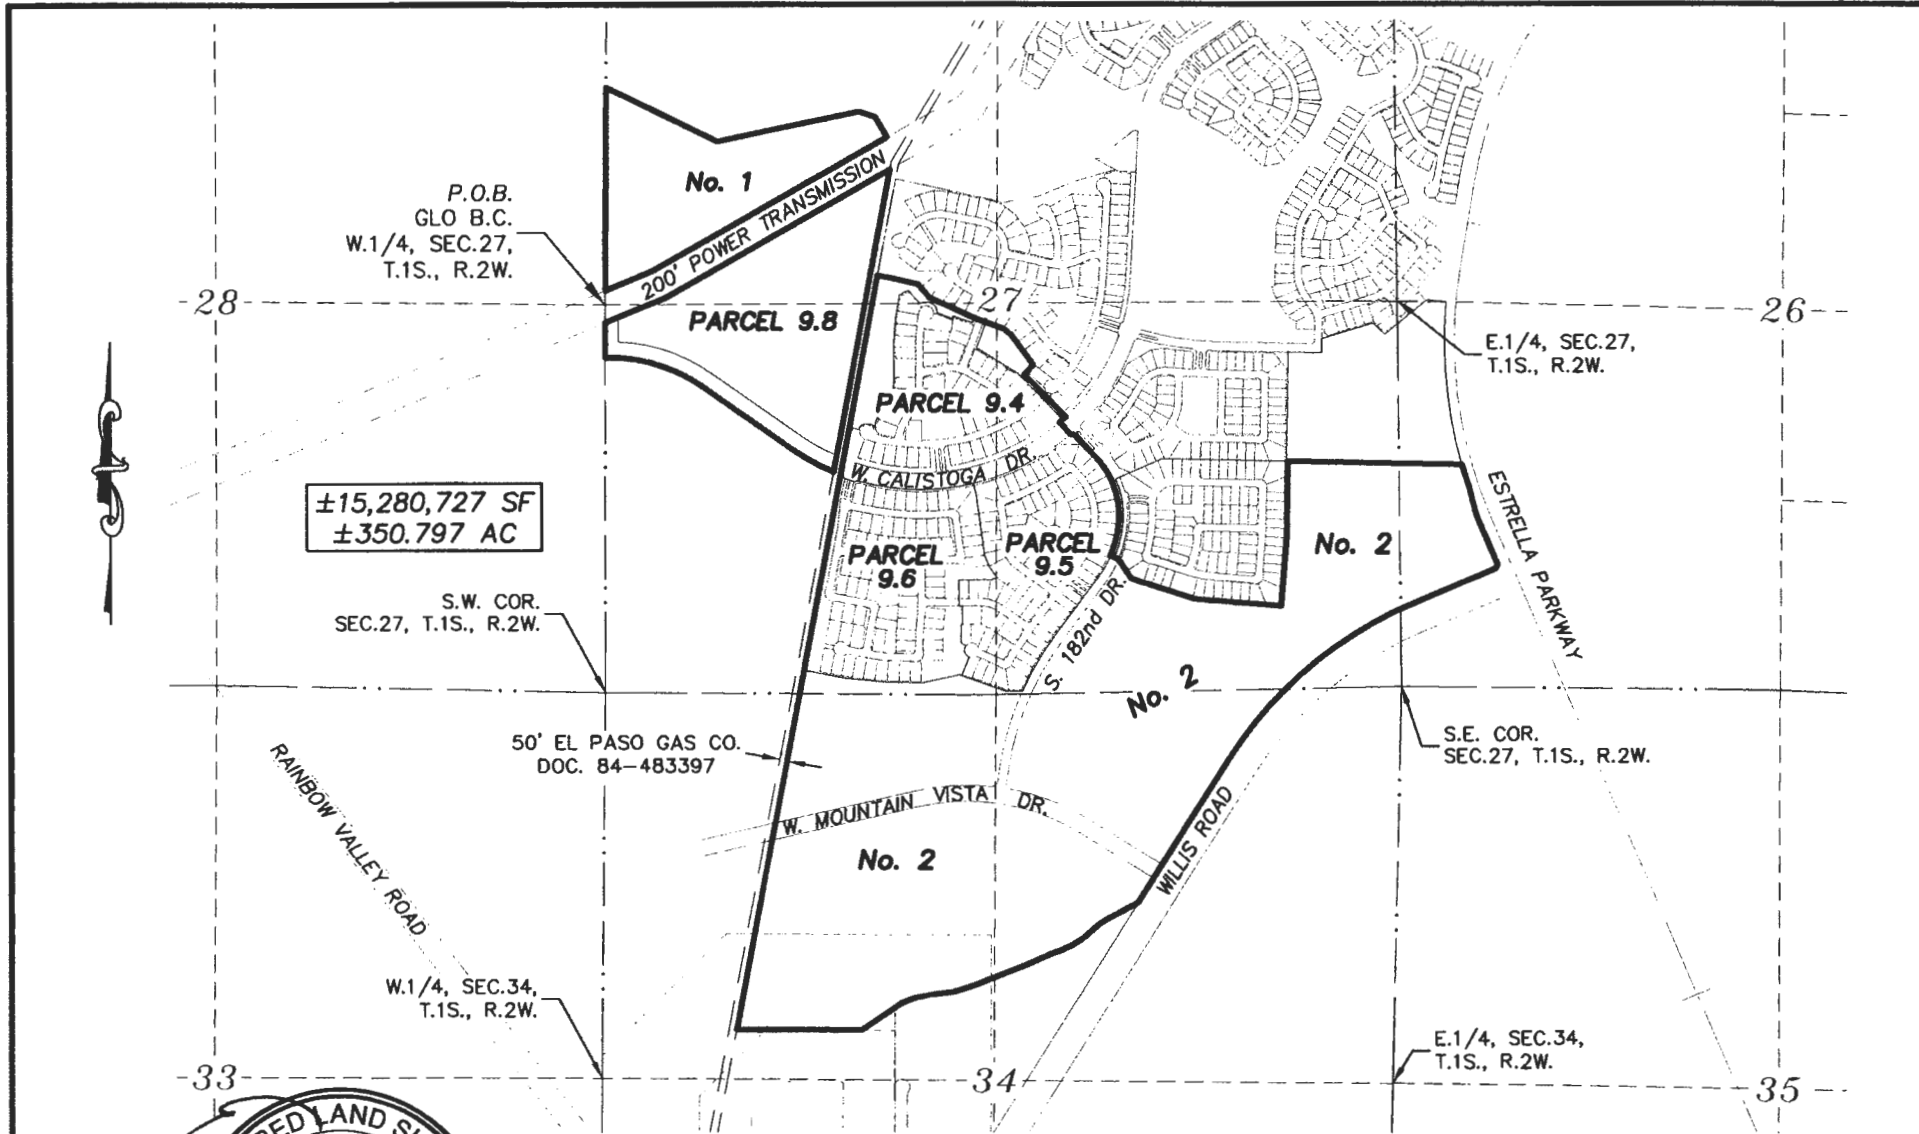 No. 1
P.O.B.
GLO B.C.
W.1/4, SEC.27,
T.1S., R.2W.
200' POWER TRANSMISSION
28
27
26
PARCEL 9.8
E.1/4, SEC.27,
T.1S., R.2W.
PARCEL 9.4
W. CALISTOGA DR.
±15,280,727 SF
±350.797 AC
ESTRELLA PARKWAY
No. 2
PARCEL
9.6
PARCEL
9.5
S. 182nd DR.
S.W. COR.
SEC.27, T.1S., R.2W.
No. 2
50' EL PASO GAS CO.
DOC. 84-483397
S.E. COR.
SEC.27, T.1S., R.2W.
RAINBOW VALLEY ROAD
W. MOUNTAIN VISTA DR.
WILLIS ROAD
No. 2
W.1/4, SEC.34,
T.1S., R.2W.
E.1/4, SEC.34,
T.1S., R.2W.
33
34
35
LAND